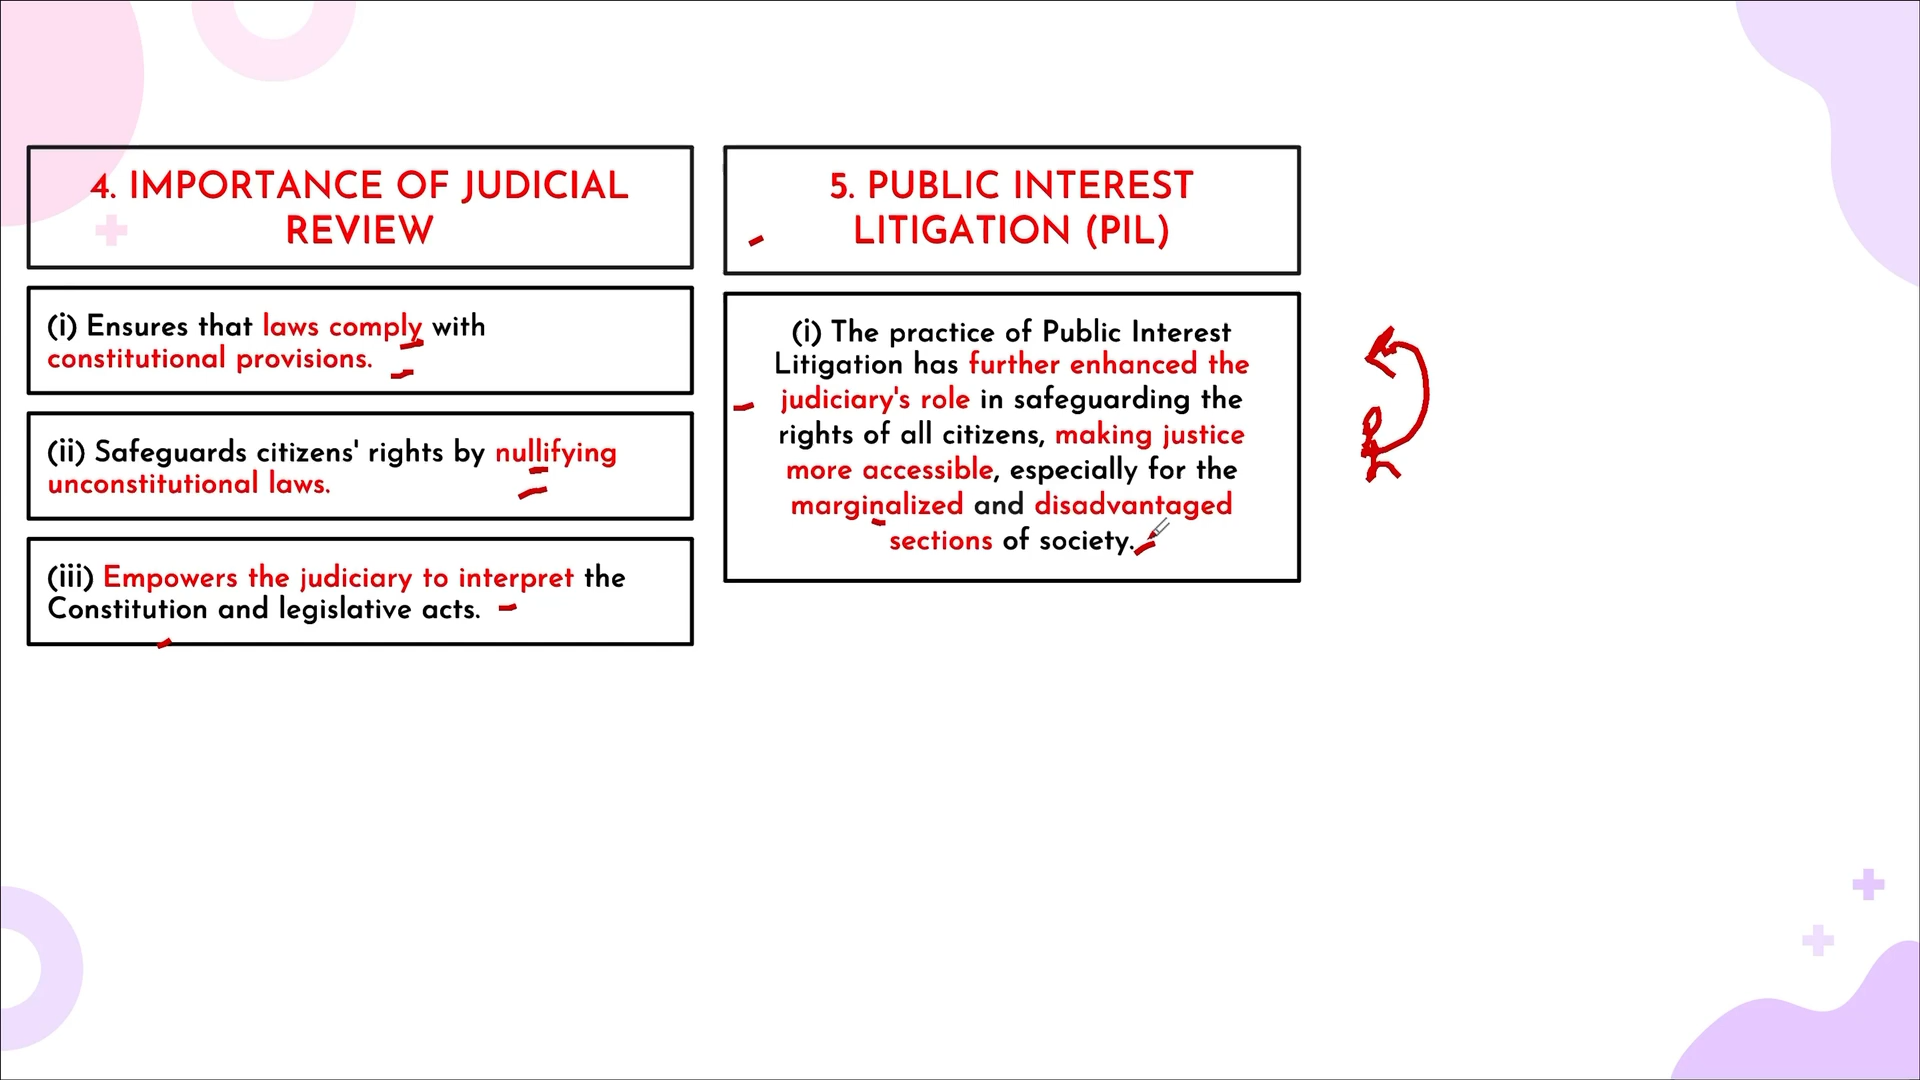 4. IMPORTANCE OF JUDICIAL
REVIEW
(i) Ensures that laws comply with
constitutional provisions.
(ii) Safeguards citizens' rights by nullifying
unconstitutional laws.
(iii) Empowers the judiciary to interpret the
Constitution and legislative acts.
5. PUBLIC INTEREST
LITIGATION (PIL)
(i) The practice of Public Interest
Litigation has further enhanced the
judiciary's role in safeguarding the
rights of all citizens, making justice
more accessible, especially for the
marginalized and disadvantaged
sections of society.